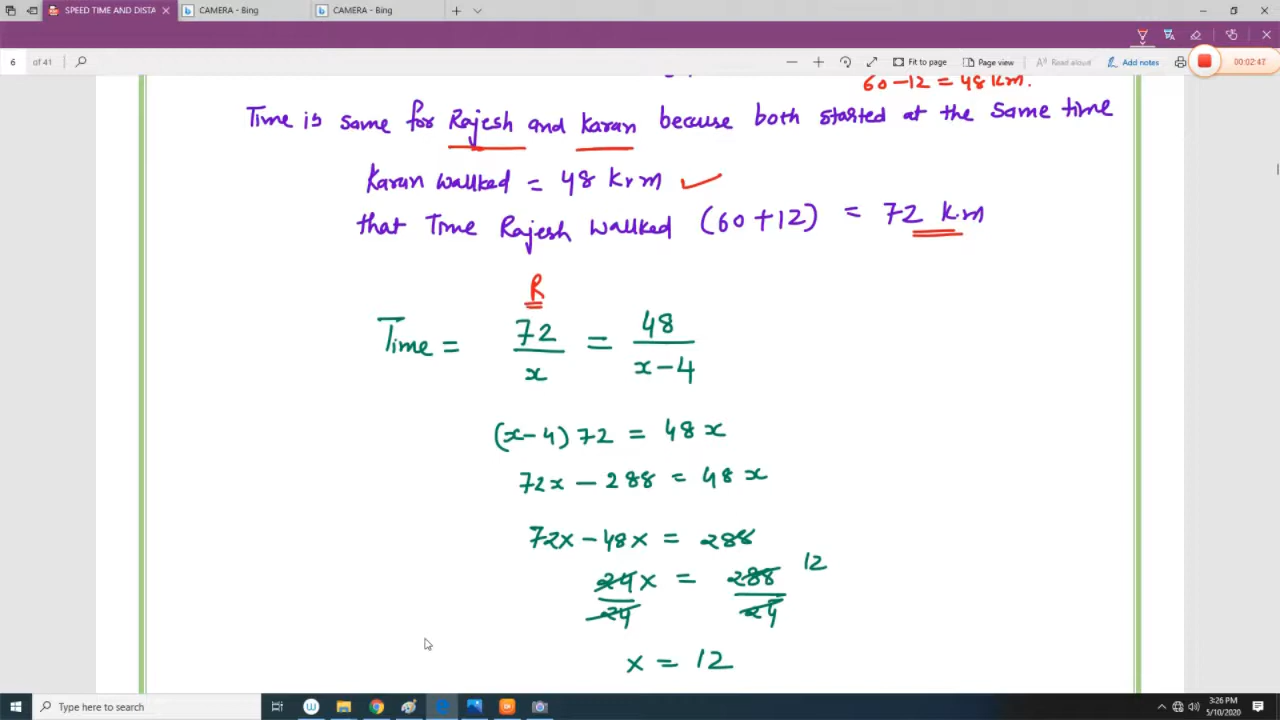 SPEED TIME AND DISTA
CAMERA - Bing
CAMERA - Bing
6 of 41
Fit to page
Page view
Read aloud
Add notes
00:02:47
60-12 = 48 Km.
Time is same for Rajesh and Karan because both started at the same time
Karan wallked = 48 k.m
that Time Rajesh wallked (60+12) = 72 k.m
R
Time = 72/x = 48/x-4
(x-4) 72 = 48x
72x - 288 = 48x
72x - 48x = 288
24x/24 = 288/24 12
x = 12
Type here to search
3:26 PM
5/10/2020